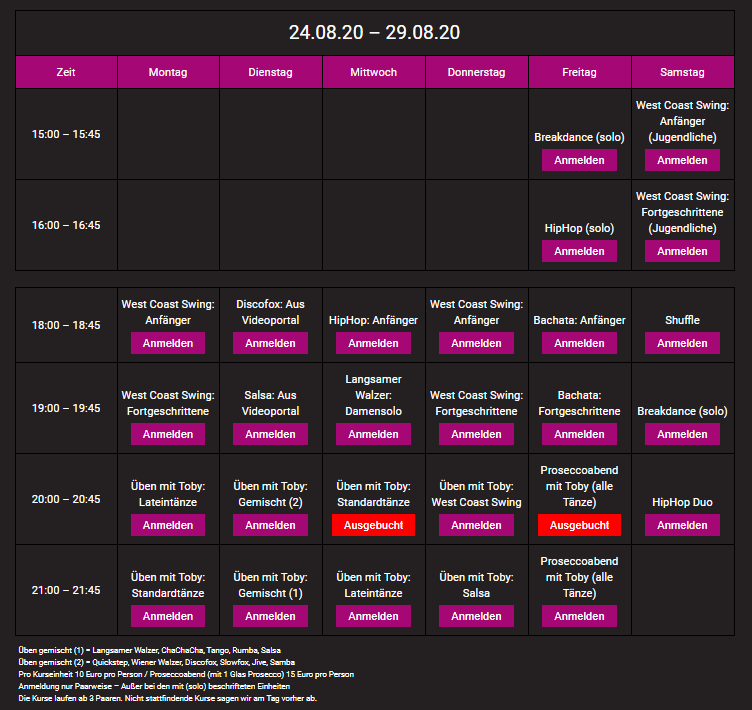 24.08.20 – 29.08.20
Zeit Montag Dienstag Mittwoch Donnerstag Freitag Samstag
15:00 – 15:45
Breakdance (solo)
Anmelden
West Coast Swing:
Anfänger
(Jugendliche)
Anmelden
16:00 – 16:45
HipHop (solo)
Anmelden
West Coast Swing:
Fortgeschrittene
(Jugendliche)
Anmelden
18:00 – 18:45
West Coast Swing:
Anfänger
Anmelden
Discofox: Aus
Videoportal
Anmelden
HipHop: Anfänger
Anmelden
West Coast Swing:
Anfänger
Anmelden
Bachata: Anfänger
Anmelden
Shuffle
Anmelden
19:00 – 19:45
West Coast Swing:
Fortgeschrittene
Anmelden
Salsa: Aus
Videoportal
Anmelden
Langsamer
Walzer:
Damensolo
Anmelden
West Coast Swing:
Fortgeschrittene
Anmelden
Bachata:
Fortgeschrittene
Anmelden
Breakdance (solo)
Anmelden
20:00 – 20:45
Üben mit Toby:
Lateintänze
Anmelden
Üben mit Toby:
Gemischt (2)
Anmelden
Üben mit Toby:
Standardtänze
Ausgebucht
Üben mit Toby:
West Coast Swing
Anmelden
Proseccoabend
mit Toby (alle
Tänze)
Ausgebucht
HipHop Duo
Anmelden
21:00 – 21:45
Üben mit Toby:
Standardtänze
Anmelden
Üben mit Toby:
Gemischt (1)
Anmelden
Üben mit Toby:
Lateintänze
Anmelden
Üben mit Toby:
Salsa
Anmelden
Proseccoabend
mit Toby (alle
Tänze)
Anmelden
Üben gemischt (1) = Langsamer Walzer, ChaChaCha, Tango, Rumba, Salsa
Üben gemischt (2) = Quickstep, Wiener Walzer, Discofox, Slowfox, Jive, Samba
Pro Kurseinheit 10 Euro pro Person / Proseccoabend (mit 1 Glas Prosecco) 15 Euro pro Person
Anmeldung nur Paarweise – Außer bei den mit (solo) beschrifteten Einheiten
Die Kurse laufen ab 3 Paaren. Nicht stattfindende Kurse sagen wir am Tag vorher ab.